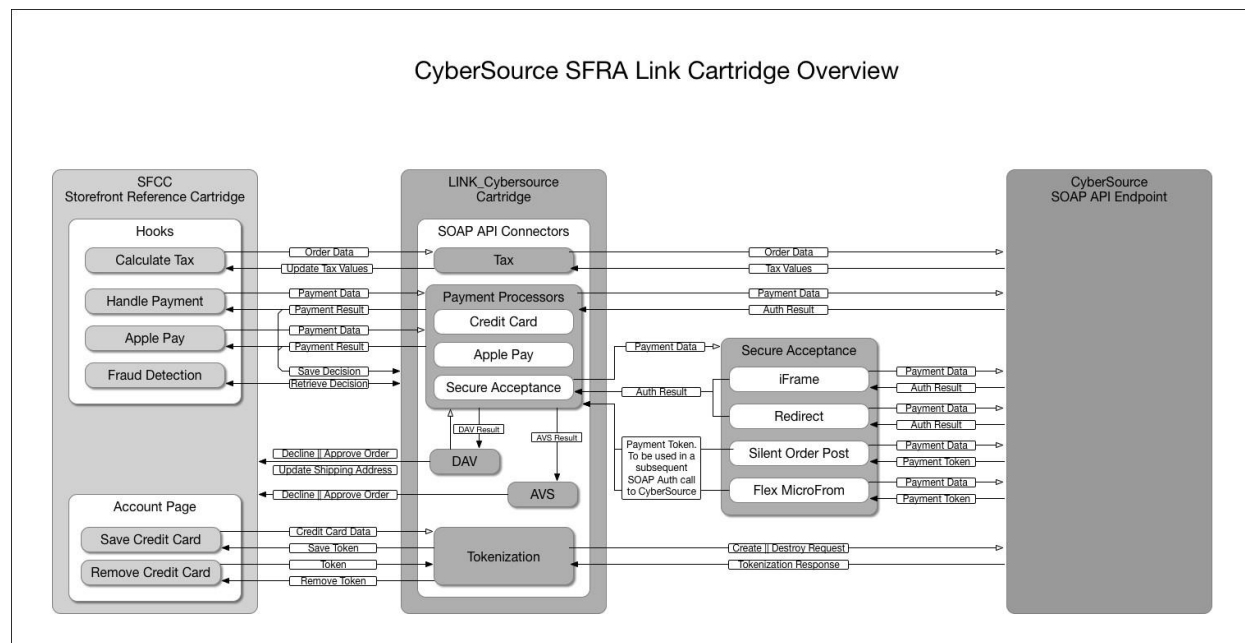 CyberSource SFRA Link Cartridge Overview
SFCC
Storefront Reference Cartridge
LINK_Cybersource
Cartridge
CyberSource
SOAP API Endpoint
Hooks
SOAP API Connectors
Calculate Tax
Order Data
Update Tax Values
Tax
Order Data
Tax Values
Handle Payment
Payment Data
Payment Result
Payment Processors
Payment Data
Auth Result
Credit Card
Apple Pay
Payment Data
Payment Result
Apple Pay
Payment Data
Secure Acceptance
Fraud Detection
Save Decision
Retrieve Decision
Secure Acceptance
Auth Result
iFrame
Payment Data
Auth Result
Redirect
Payment Data
Auth Result
DAV Result
AVS Result
Payment Token.
To be used in a
subsequent
SOAP Auth call
to CyberSource
Silent Order Post
Payment Data
Payment Token
Decline || Approve Order
Update Shipping Address
DAV
Flex MicroFrom
Payment Data
Payment Token
Decline || Approve Order
AVS
Account Page
Save Credit Card
Credit Card Data
Save Token
Tokenization
Create || Destroy Request
Tokenization Response
Remove Credit Card
Token
Remove Token